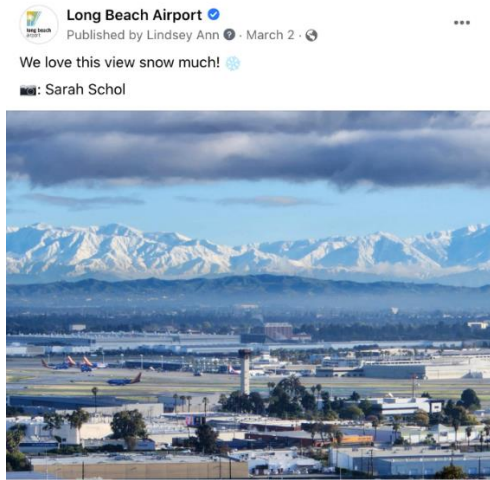 long beach
airport
Long Beach Airport
Published by Lindsey Ann · March 2 ·
We love this view snow much! ❄️
📷: Sarah Schol